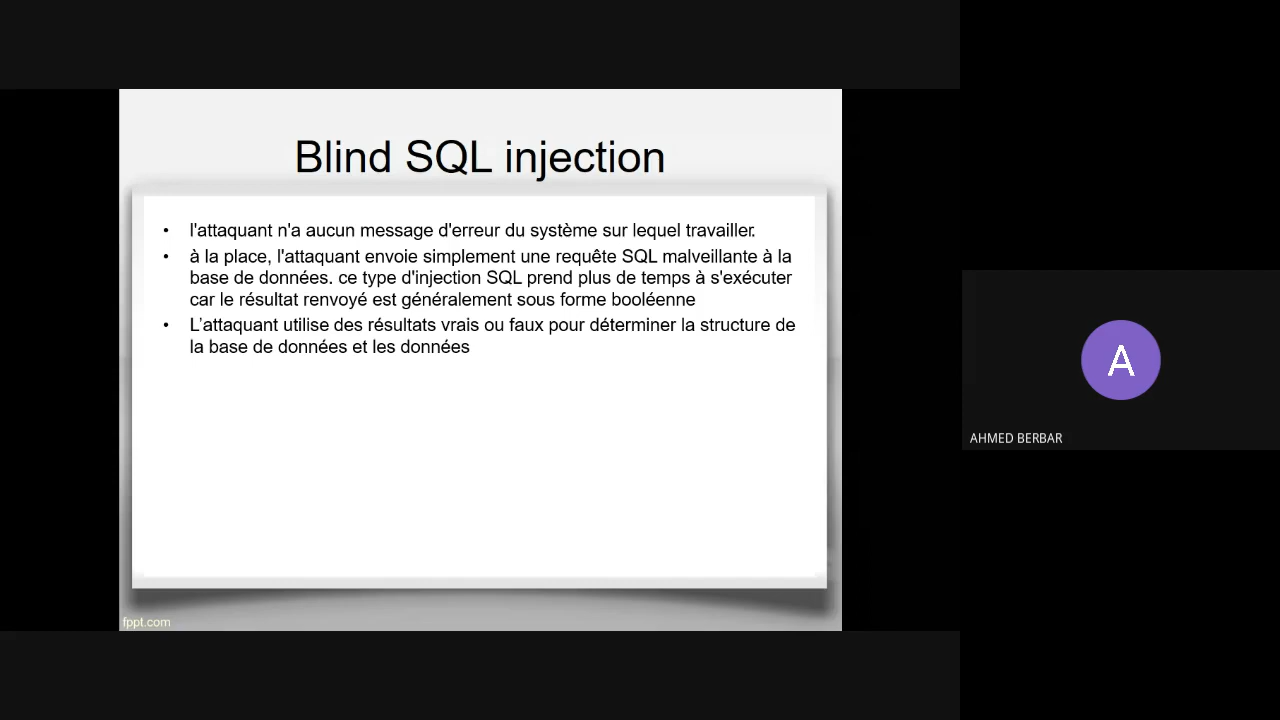 Blind SQL injection
• l'attaquant n'a aucun message d'erreur du système sur lequel travailler.
• à la place, l'attaquant envoie simplement une requête SQL malveillante à la
base de données. ce type d'injection SQL prend plus de temps à s'exécuter
car le résultat renvoyé est généralement sous forme booléenne
• L’attaquant utilise des résultats vrais ou faux pour déterminer la structure de
la base de données et les données
fppt.com
A
AHMED BERBAR